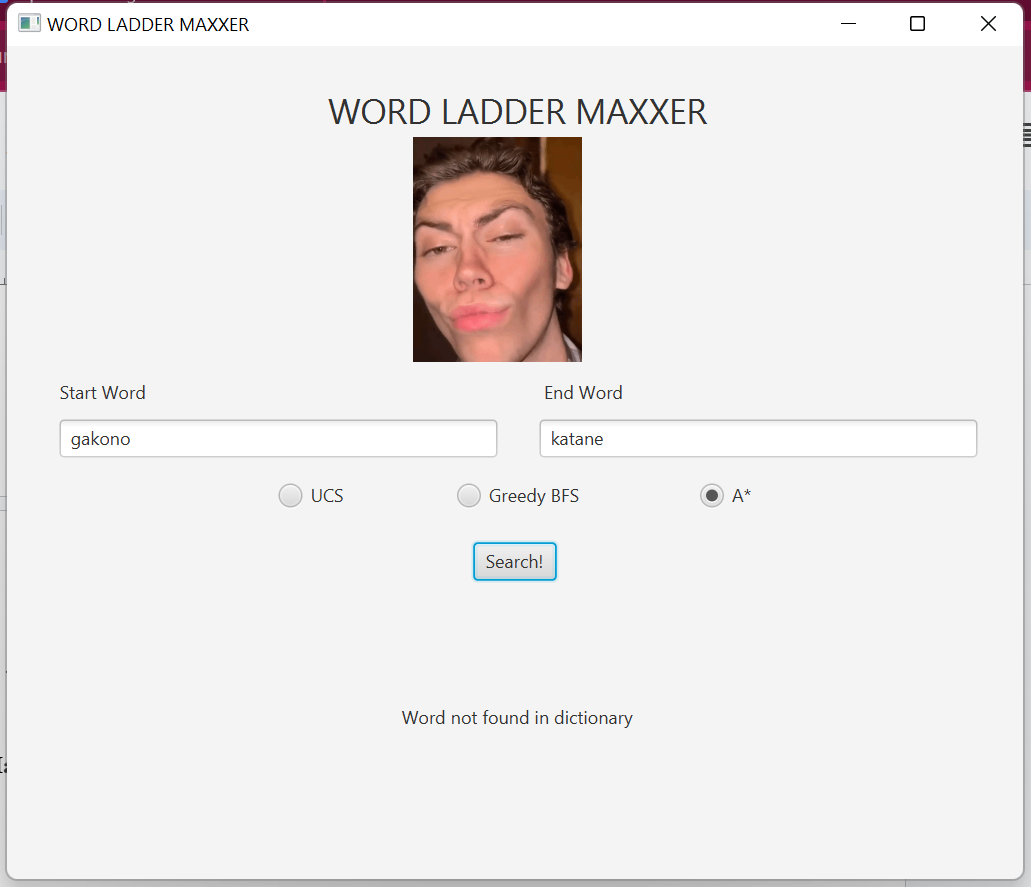 WORD LADDER MAXXER
WORD LADDER MAXXER
Start Word
End Word
gakono
katane
UCS
Greedy BFS
A*
Search!
Word not found in dictionary